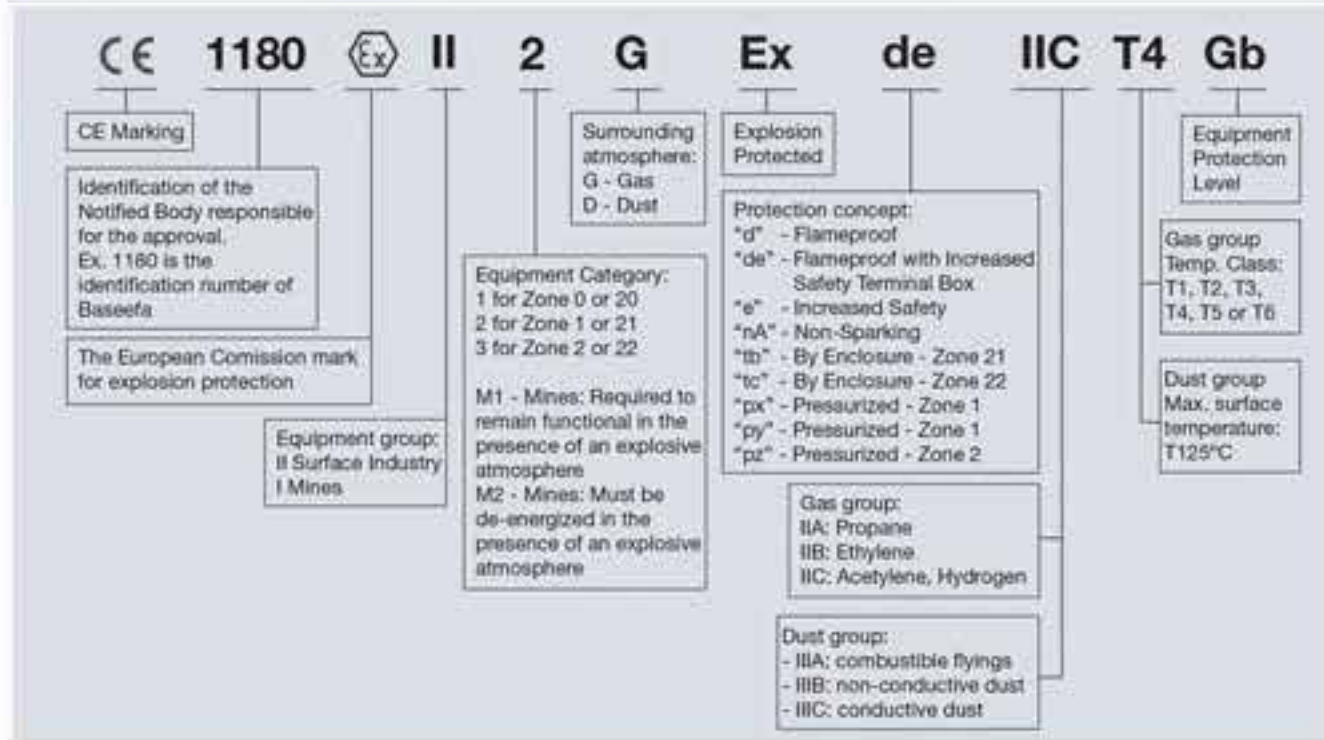 CE 1180 Ex II 2 G Ex de IIC T4 Gb
CE Marking
Identification of the
Notified Body responsible
for the approval.
Ex. 1180 is the
identification number of
Baseefa
The European Comission mark
for explosion protection
Equipment group:
II Surface Industry
I Mines
Equipment Category:
1 for Zone 0 or 20
2 for Zone 1 or 21
3 for Zone 2 or 22
M1 - Mines: Required to
remain functional in the
presence of an explosive
atmosphere
M2 - Mines: Must be
de-energized in the
presence of an explosive
atmosphere
Surrounding
atmosphere:
G - Gas
D - Dust
Explosion
Protected
Protection concept:
"d" - Flameproof
"de" - Flameproof with Increased
Safety Terminal Box
"e" - Increased Safety
"nA" - Non-Sparking
"tb" - By Enclosure - Zone 21
"tc" - By Enclosure - Zone 22
"px" - Pressurized - Zone 1
"py" - Pressurized - Zone 1
"pz" - Pressurized - Zone 2
Gas group:
IIA: Propane
IIB: Ethylene
IIC: Acetylene, Hydrogen
Dust group:
- IIIA: combustible flyings
- IIIB: non-conductive dust
- IIIC: conductive dust
Equipment
Protection
Level
Gas group
Temp. Class:
T1, T2, T3,
T4, T5 or T6
Dust group
Max. surface
temperature:
T125°C